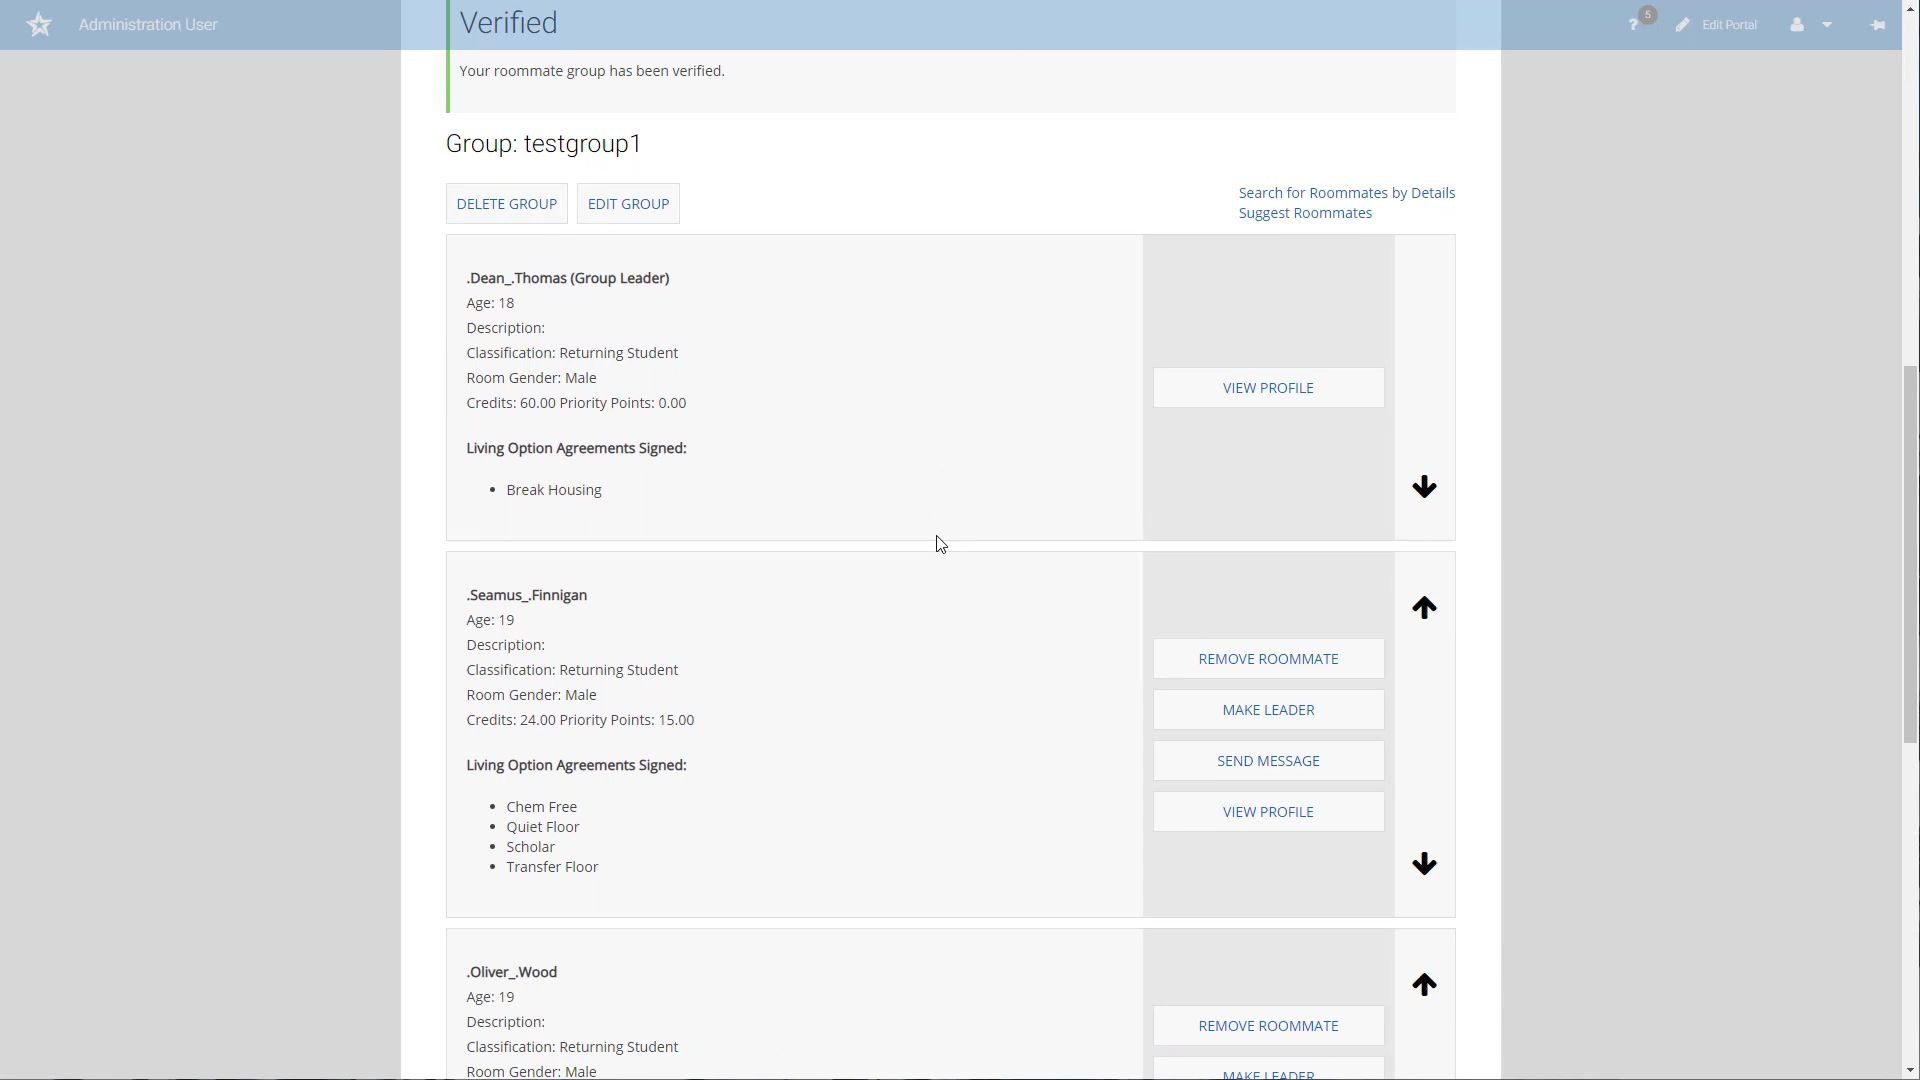 Administration User
5
?
Edit Portal
Verified
Your roommate group has been verified.
Group: testgroup1
DELETE GROUP
EDIT GROUP
Search for Roommates by Details
Suggest Roommates
.Dean_.Thomas (Group Leader)
Age: 18
Description:
Classification: Returning Student
Room Gender: Male
Credits: 60.00 Priority Points: 0.00
Living Option Agreements Signed:
• Break Housing
VIEW PROFILE
.Seamus_.Finnigan
Age: 19
Description:
Classification: Returning Student
Room Gender: Male
Credits: 24.00 Priority Points: 15.00
Living Option Agreements Signed:
• Chem Free
• Quiet Floor
• Scholar
• Transfer Floor
REMOVE ROOMMATE
MAKE LEADER
SEND MESSAGE
VIEW PROFILE
.Oliver_.Wood
Age: 19
Description:
Classification: Returning Student
Room Gender: Male
REMOVE ROOMMATE
MAKE LEADER